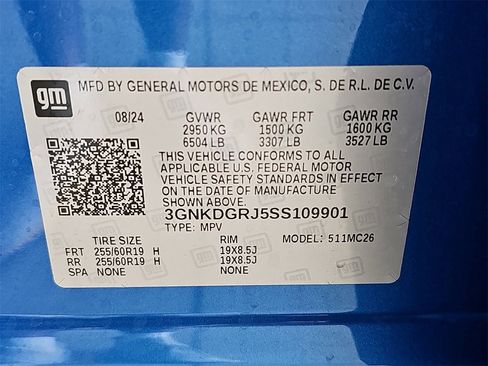 gm MFD BY GENERAL MOTORS DE MEXICO, S. DE R.L. DE C.V.
08/24 GVWR GAWR FRT GAWR RR
2950 KG 1500 KG 1600 KG
6504 LB 3307 LB 3527 LB
THIS VEHICLE CONFORMS TO ALL
APPLICABLE U.S. FEDERAL MOTOR
VEHICLE SAFETY STANDARDS IN EFFECT
ON THE DATE OF MANUFACTURE
SHOWN ABOVE.
3GNKDGRJ5SS109901
TYPE: MPV
TIRE SIZE RIM MODEL: 511MC26
FRT 255/60R19 H 19X8.5J
RR 255/60R19 H 19X8.5J
SPA NONE NONE